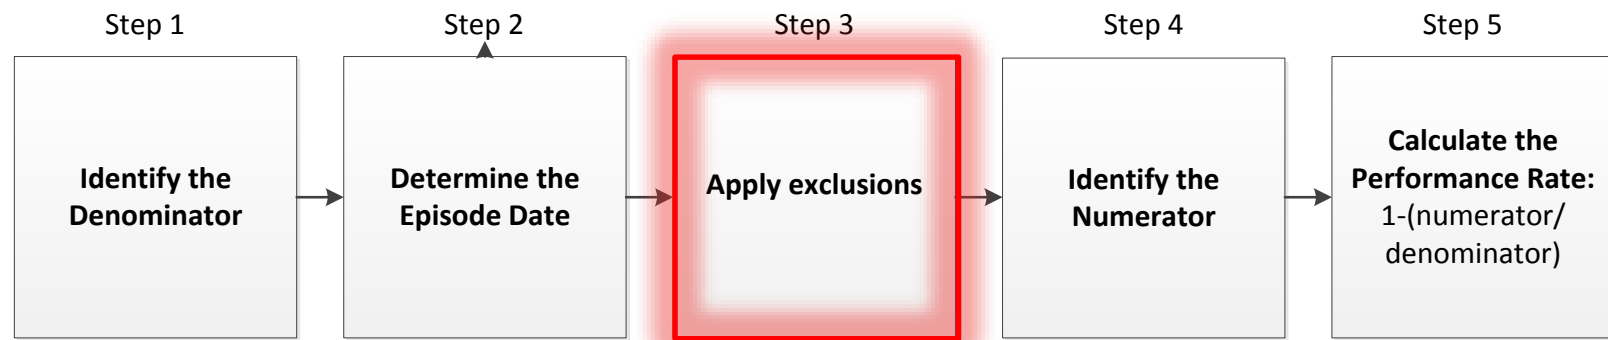 Step 1
Step 2
Step 3
Step 4
Step 5
Identify the
Denominator
Determine the
Episode Date
Apply exclusions
Identify the
Numerator
Calculate the
Performance Rate:
1-(numerator/
denominator)